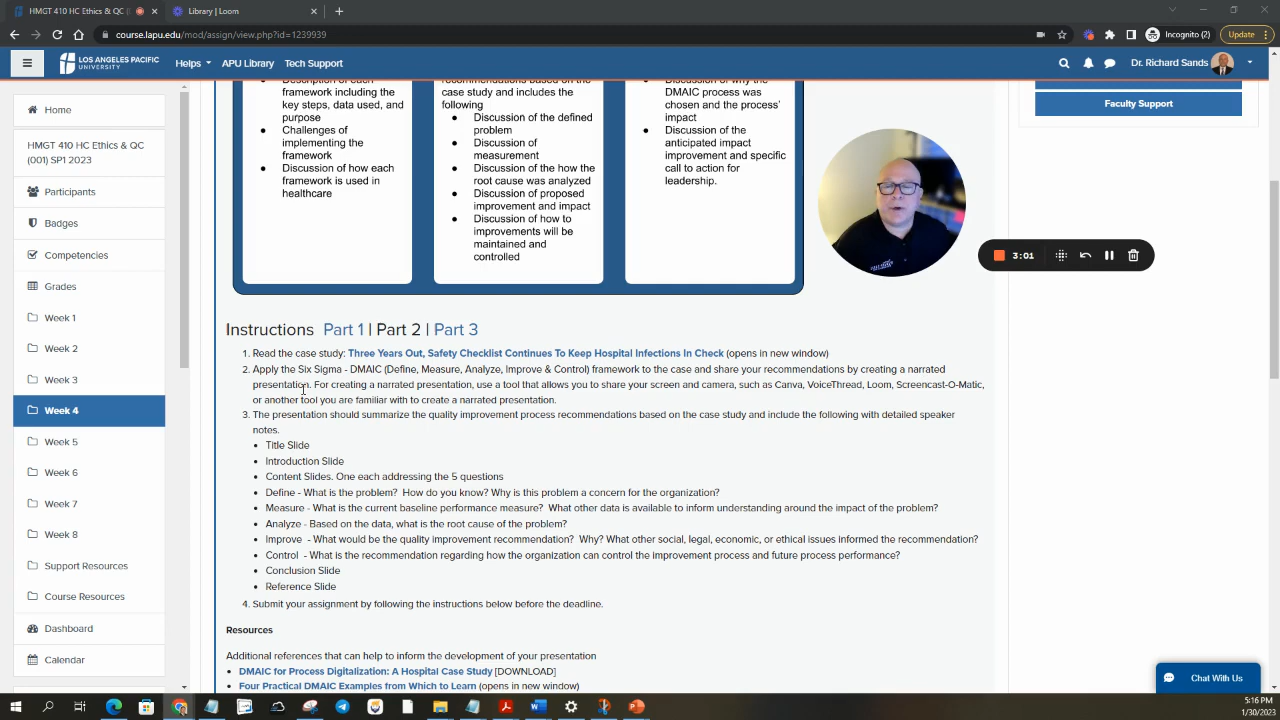 HMGT 410 HC Ethics & QC
Library | Loom
course.lapu.edu/mod/assign/view.php?id=1239939
Incognito (2)
Update
LOS ANGELES PACIFIC
UNIVERSITY
Helps
APU Library
Tech Support
Dr. Richard Sands
Home
HMGT 410 HC Ethics & QC
(001) SP1 2023
Participants
Badges
Competencies
Grades
Week 1
Week 2
Week 3
Week 4
Week 5
Week 6
Week 7
Week 8
Support Resources
Course Resources
Dashboard
Calendar
Description of each
framework including the
key steps, data used, and
purpose
Challenges of
implementing the
framework
Discussion of how each
framework is used in
healthcare
recommendations based on the
case study and includes the
following
Discussion of the defined
problem
Discussion of
measurement
Discussion of the how the
root cause was analyzed
Discussion of proposed
improvement and impact
Discussion of how to
improvements will be
maintained and
controlled
Discussion of why the
DMAIC process was
chosen and the process'
impact
Discussion of the
anticipated impact
improvement and specific
call to action for
leadership.
Faculty Support
3:01
Instructions Part 1 | Part 2 | Part 3
1. Read the case study: Three Years Out, Safety Checklist Continues To Keep Hospital Infections In Check (opens in new window)
2. Apply the Six Sigma - DMAIC (Define, Measure, Analyze, Improve & Control) framework to the case and share your recommendations by creating a narrated
presentation. For creating a narrated presentation, use a tool that allows you to share your screen and camera, such as Canva, VoiceThread, Loom, Screencast-O-Matic,
or another tool you are familiar with to create a narrated presentation.
3. The presentation should summarize the quality improvement process recommendations based on the case study and include the following with detailed speaker
notes.
Title Slide
Introduction Slide
Content Slides. One each addressing the 5 questions
Define - What is the problem? How do you know? Why is this problem a concern for the organization?
Measure - What is the current baseline performance measure? What other data is available to inform understanding around the impact of the problem?
Analyze - Based on the data, what is the root cause of the problem?
Improve - What would be the quality improvement recommendation? Why? What other social, legal, economic, or ethical issues informed the recommendation?
Control - What is the recommendation regarding how the organization can control the improvement process and future process performance?
Conclusion Slide
Reference Slide
4. Submit your assignment by following the instructions below before the deadline.
Resources
Additional references that can help to inform the development of your presentation
DMAIC for Process Digitalization: A Hospital Case Study [DOWNLOAD]
Four Practical DMAIC Examples from Which to Learn (opens in new window)
Chat With Us
5:16 PM
1/30/2023